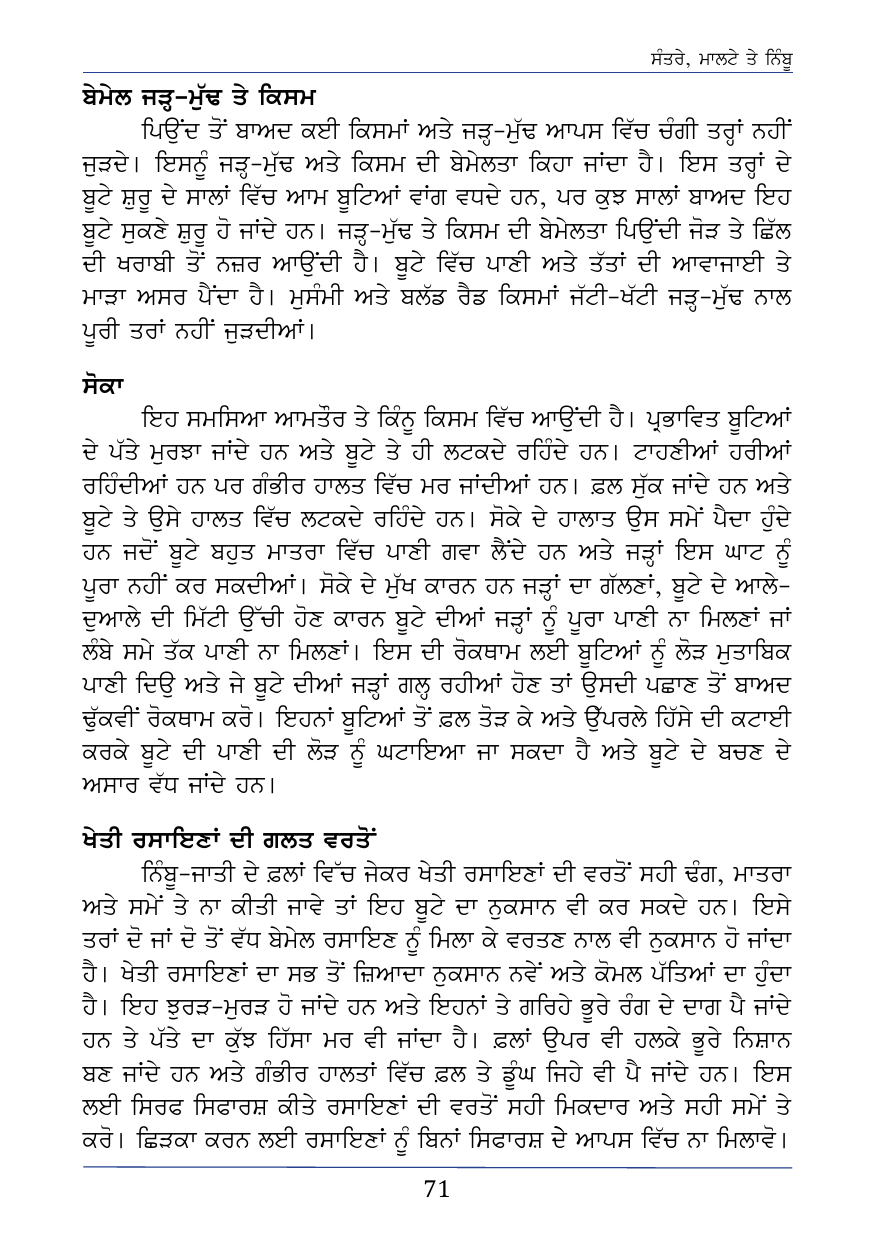 ਸੰਤਰੇ, ਮਾਲਟੇ ਤੇ ਨਿੰਬੂ
ਬੇਮੇਲ ਜੜ੍ਹ-ਮੁੱਢ ਤੇ ਕਿਸਮ
ਪਿਉਂਦ ਤੋਂ ਬਾਅਦ ਕਈ ਕਿਸਮਾਂ ਅਤੇ ਜੜ੍ਹ-ਮੁੱਢ ਆਪਸ ਵਿੱਚ ਚੰਗੀ ਤਰ੍ਹਾਂ ਨਹੀਂ
ਜੁੜਦੇ। ਇਸਨੂੰ ਜੜ੍ਹ-ਮੁੱਢ ਅਤੇ ਕਿਸਮ ਦੀ ਬੇਮੇਲਤਾ ਕਿਹਾ ਜਾਂਦਾ ਹੈ। ਇਸ ਤਰ੍ਹਾਂ ਦੇ
ਬੂਟੇ ਸ਼ੁਰੂ ਦੇ ਸਾਲਾਂ ਵਿੱਚ ਆਮ ਬੂਟਿਆਂ ਵਾਂਗ ਵਧਦੇ ਹਨ, ਪਰ ਕੁਝ ਸਾਲਾਂ ਬਾਅਦ ਇਹ
ਬੂਟੇ ਸੁਕਣੇ ਸ਼ੁਰੂ ਹੋ ਜਾਂਦੇ ਹਨ। ਜੜ੍ਹ-ਮੁੱਢ ਤੇ ਕਿਸਮ ਦੀ ਬੇਮੇਲਤਾ ਪਿਉਂਦੀ ਜੋੜ ਤੇ ਛਿੱਲ
ਦੀ ਖਰਾਬੀ ਤੋਂ ਨਜ਼ਰ ਆਉਂਦੀ ਹੈ। ਬੂਟੇ ਵਿੱਚ ਪਾਣੀ ਅਤੇ ਤੱਤਾਂ ਦੀ ਆਵਾਜਾਈ ਤੇ
ਮਾੜਾ ਅਸਰ ਪੈਂਦਾ ਹੈ। ਮੁਸੰਮੀ ਅਤੇ ਬਲੱਡ ਰੈਡ ਕਿਸਮਾਂ ਜੱਟੀ-ਖੱਟੀ ਜੜ੍ਹ-ਮੁੱਢ ਨਾਲ
ਪੂਰੀ ਤਰਾਂ ਨਹੀਂ ਜੁੜਦੀਆਂ।
ਸੋਕਾ
ਇਹ ਸਮਸਿਆ ਆਮਤੌਰ ਤੇ ਕਿੰਨੂ ਕਿਸਮ ਵਿੱਚ ਆਉਂਦੀ ਹੈ। ਪ੍ਰਭਾਵਿਤ ਬੂਟਿਆਂ
ਦੇ ਪੱਤੇ ਮੁਰਝਾ ਜਾਂਦੇ ਹਨ ਅਤੇ ਬੂਟੇ ਤੇ ਹੀ ਲਟਕਦੇ ਰਹਿੰਦੇ ਹਨ। ਟਾਹਣੀਆਂ ਹਰੀਆਂ
ਰਹਿੰਦੀਆਂ ਹਨ ਪਰ ਗੰਭੀਰ ਹਾਲਤ ਵਿੱਚ ਮਰ ਜਾਂਦੀਆਂ ਹਨ। ਫ਼ਲ ਸੁੱਕ ਜਾਂਦੇ ਹਨ ਅਤੇ
ਬੂਟੇ ਤੇ ਉਸੇ ਹਾਲਤ ਵਿੱਚ ਲਟਕਦੇ ਰਹਿੰਦੇ ਹਨ। ਸੋਕੇ ਦੇ ਹਾਲਾਤ ਉਸ ਸਮੇਂ ਪੈਦਾ ਹੁੰਦੇ
ਹਨ ਜਦੋਂ ਬੂਟੇ ਬਹੁਤ ਮਾਤਰਾ ਵਿੱਚ ਪਾਣੀ ਗਵਾ ਲੈਂਦੇ ਹਨ ਅਤੇ ਜੜ੍ਹਾਂ ਇਸ ਘਾਟ ਨੂੰ
ਪੂਰਾ ਨਹੀਂ ਕਰ ਸਕਦੀਆਂ। ਸੋਕੇ ਦੇ ਮੁੱਖ ਕਾਰਨ ਹਨ ਜੜ੍ਹਾਂ ਦਾ ਗੱਲਣਾਂ, ਬੂਟੇ ਦੇ ਆਲੇ-
ਦੁਆਲੇ ਦੀ ਮਿੱਟੀ ਉੱਚੀ ਹੋਣ ਕਾਰਨ ਬੂਟੇ ਦੀਆਂ ਜੜ੍ਹਾਂ ਨੂੰ ਪੂਰਾ ਪਾਣੀ ਨਾ ਮਿਲਣਾਂ ਜਾਂ
ਲੰਬੇ ਸਮੇ ਤੱਕ ਪਾਣੀ ਨਾ ਮਿਲਣਾਂ। ਇਸ ਦੀ ਰੋਕਥਾਮ ਲਈ ਬੂਟਿਆਂ ਨੂੰ ਲੋੜ ਮੁਤਾਬਿਕ
ਪਾਣੀ ਦਿਉ ਅਤੇ ਜੇ ਬੂਟੇ ਦੀਆਂ ਜੜ੍ਹਾਂ ਗਲ੍ਹ ਰਹੀਆਂ ਹੋਣ ਤਾਂ ਉਸਦੀ ਪਛਾਣ ਤੋਂ ਬਾਅਦ
ਢੁੱਕਵੀਂ ਰੋਕਥਾਮ ਕਰੋ। ਇਹਨਾਂ ਬੂਟਿਆਂ ਤੋਂ ਫ਼ਲ ਤੋੜ ਕੇ ਅਤੇ ਉੱਪਰਲੇ ਹਿੱਸੇ ਦੀ ਕਟਾਈ
ਕਰਕੇ ਬੂਟੇ ਦੀ ਪਾਣੀ ਦੀ ਲੋੜ ਨੂੰ ਘਟਾਇਆ ਜਾ ਸਕਦਾ ਹੈ ਅਤੇ ਬੂਟੇ ਦੇ ਬਚਣ ਦੇ
ਅਸਾਰ ਵੱਧ ਜਾਂਦੇ ਹਨ।
ਖੇਤੀ ਰਸਾਇਣਾਂ ਦੀ ਗਲਤ ਵਰਤੋਂ
ਨਿੰਬੂ-ਜਾਤੀ ਦੇ ਫ਼ਲਾਂ ਵਿੱਚ ਜੇਕਰ ਖੇਤੀ ਰਸਾਇਣਾਂ ਦੀ ਵਰਤੋਂ ਸਹੀ ਢੰਗ, ਮਾਤਰਾ
ਅਤੇ ਸਮੇਂ ਤੇ ਨਾ ਕੀਤੀ ਜਾਵੇ ਤਾਂ ਇਹ ਬੂਟੇ ਦਾ ਨੁਕਸਾਨ ਵੀ ਕਰ ਸਕਦੇ ਹਨ। ਇਸੇ
ਤਰਾਂ ਦੋ ਜਾਂ ਦੋ ਤੋਂ ਵੱਧ ਬੇਮੇਲ ਰਸਾਇਣ ਨੂੰ ਮਿਲਾ ਕੇ ਵਰਤਣ ਨਾਲ ਵੀ ਨੁਕਸਾਨ ਹੋ ਜਾਂਦਾ
ਹੈ। ਖੇਤੀ ਰਸਾਇਣਾਂ ਦਾ ਸਭ ਤੋਂ ਜ਼ਿਆਦਾ ਨੁਕਸਾਨ ਨਵੇਂ ਅਤੇ ਕੋਮਲ ਪੱਤਿਆਂ ਦਾ ਹੁੰਦਾ
ਹੈ। ਇਹ ਝੁਰੜ-ਮੁਰੜ ਹੋ ਜਾਂਦੇ ਹਨ ਅਤੇ ਇਹਨਾਂ ਤੇ ਗਰਿਹੇ ਭੂਰੇ ਰੰਗ ਦੇ ਦਾਗ ਪੈ ਜਾਂਦੇ
ਹਨ ਤੇ ਪੱਤੇ ਦਾ ਕੁੱਝ ਹਿੱਸਾ ਮਰ ਵੀ ਜਾਂਦਾ ਹੈ। ਫ਼ਲਾਂ ਉਪਰ ਵੀ ਹਲਕੇ ਭੂਰੇ ਨਿਸ਼ਾਨ
ਬਣ ਜਾਂਦੇ ਹਨ ਅਤੇ ਗੰਭੀਰ ਹਾਲਤਾਂ ਵਿੱਚ ਫ਼ਲ ਤੇ ਡੂੰਘ ਜਿਹੇ ਵੀ ਪੈ ਜਾਂਦੇ ਹਨ। ਇਸ
ਲਈ ਸਿਰਫ ਸਿਫਾਰਸ਼ ਕੀਤੇ ਰਸਾਇਣਾਂ ਦੀ ਵਰਤੋਂ ਸਹੀ ਮਿਕਦਾਰ ਅਤੇ ਸਹੀ ਸਮੇਂ ਤੇ
ਕਰੋ। ਛਿੜਕਾ ਕਰਨ ਲਈ ਰਸਾਇਣਾਂ ਨੂੰ ਬਿਨਾਂ ਸਿਫਾਰਸ਼ ਦੇ ਆਪਸ ਵਿੱਚ ਨਾ ਮਿਲਾਵੋ।
71